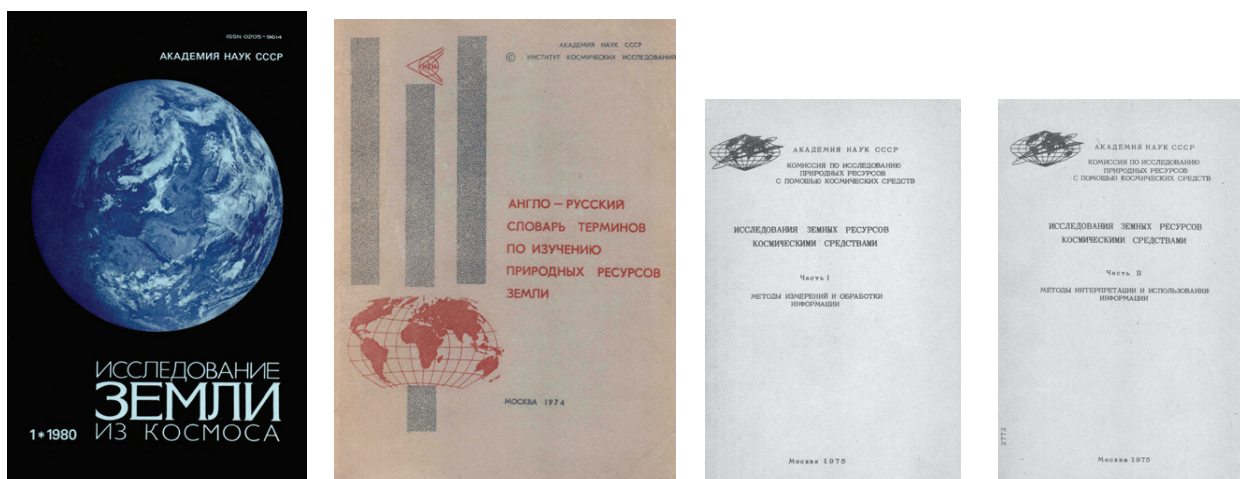 ISSN 0205-9614
АКАДЕМИЯ НАУК СССР
ИССЛЕДОВАНИЕ
ЗЕМЛИ
ИЗ КОСМОСА
1*1980
АКАДЕМИЯ НАУК СССР
© ИНСТИТУТ КОСМИЧЕСКИХ ИССЛЕДОВАНИЙ
АНГЛО-РУССКИЙ
СЛОВАРЬ ТЕРМИНОВ
ПО ИЗУЧЕНИЮ
ПРИРОДНЫХ РЕСУРСОВ
ЗЕМЛИ
МОСКВА 1974
АКАДЕМИЯ НАУК СССР
КОМИССИЯ ПО ИССЛЕДОВАНИЮ
ПРИРОДНЫХ РЕСУРСОВ
С ПОМОЩЬЮ КОСМИЧЕСКИХ СРЕДСТВ
ИССЛЕДОВАНИЯ ЗЕМНЫХ РЕСУРСОВ
КОСМИЧЕСКИМИ СРЕДСТВАМИ
Часть I
МЕТОДЫ ИЗМЕРЕНИЙ И ОБРАБОТКИ
ИНФОРМАЦИИ
Москва 1975
АКАДЕМИЯ НАУК СССР
КОМИССИЯ ПО ИССЛЕДОВАНИЮ
ПРИРОДНЫХ РЕСУРСОВ
С ПОМОЩЬЮ КОСМИЧЕСКИХ СРЕДСТВ
ИССЛЕДОВАНИЯ ЗЕМНЫХ РЕСУРСОВ
КОСМИЧЕСКИМИ СРЕДСТВАМИ
Часть II
МЕТОДЫ ИНТЕРПРЕТАЦИИ И ИСПОЛЬЗОВАНИЯ
ИНФОРМАЦИИ
2772
Москва 1975